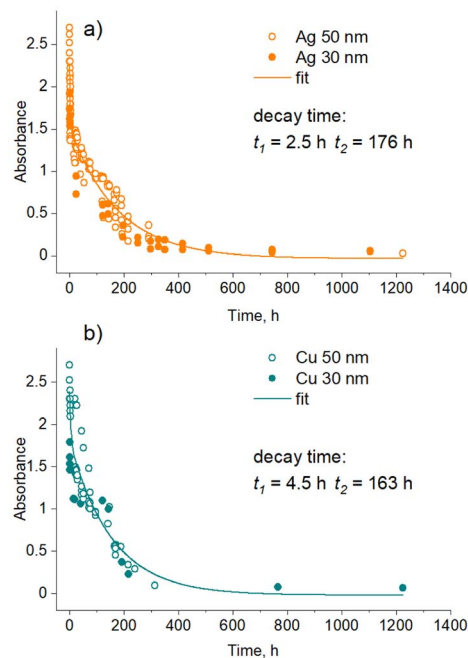 a)
Ag 50 nm
Ag 30 nm
fit
decay time:
t1 = 2.5 h t2 = 176 h
Absorbance
2.5
2
1.5
1
0.5
0
0 200 400 600 800 1000 1200 1400
Time, h
b)
Cu 50 nm
Cu 30 nm
fit
decay time:
t1 = 4.5 h t2 = 163 h
Absorbance
2.5
2
1.5
1
0.5
0
0 200 400 600 800 1000 1200 1400
Time, h